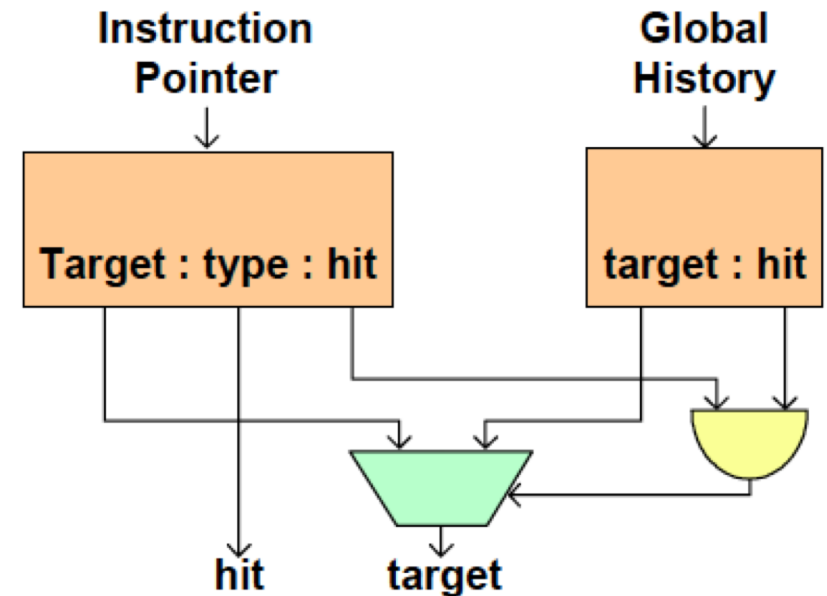 Instruction
Pointer
Global
History
Target : type : hit
target : hit
hit
target